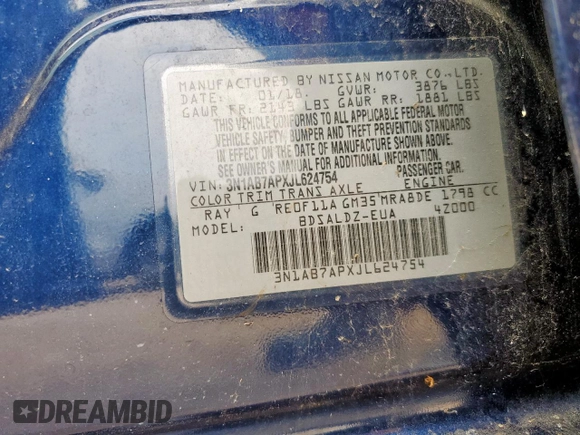 MANUFACTURED BY NISSAN MOTOR CO.,LTD.
DATE: 01/18. GVWR: 3876 LBS
GAWR FR: 2143 LBS GAWR RR: 1881 LBS
THIS VEHICLE CONFORMS TO ALL APPLICABLE FEDERAL MOTOR
VEHICLE SAFETY, BUMPER AND THEFT PREVENTION STANDARDS
IN EFFECT ON THE DATE OF MANUFACTURE SHOWN ABOVE.
SEE OWNER'S MANUAL FOR ADDITIONAL INFORMATION.
VIN: 3N1AB7APXJL624754 PASSENGER CAR.
COLOR TRIM TRANS AXLE ENGINE
RAY G RE0F11A GM35 MRA8DE 1798 CC
MODEL: BDSALDZ-EUA 42000
3N1AB7APXJL624754
DREAMBID